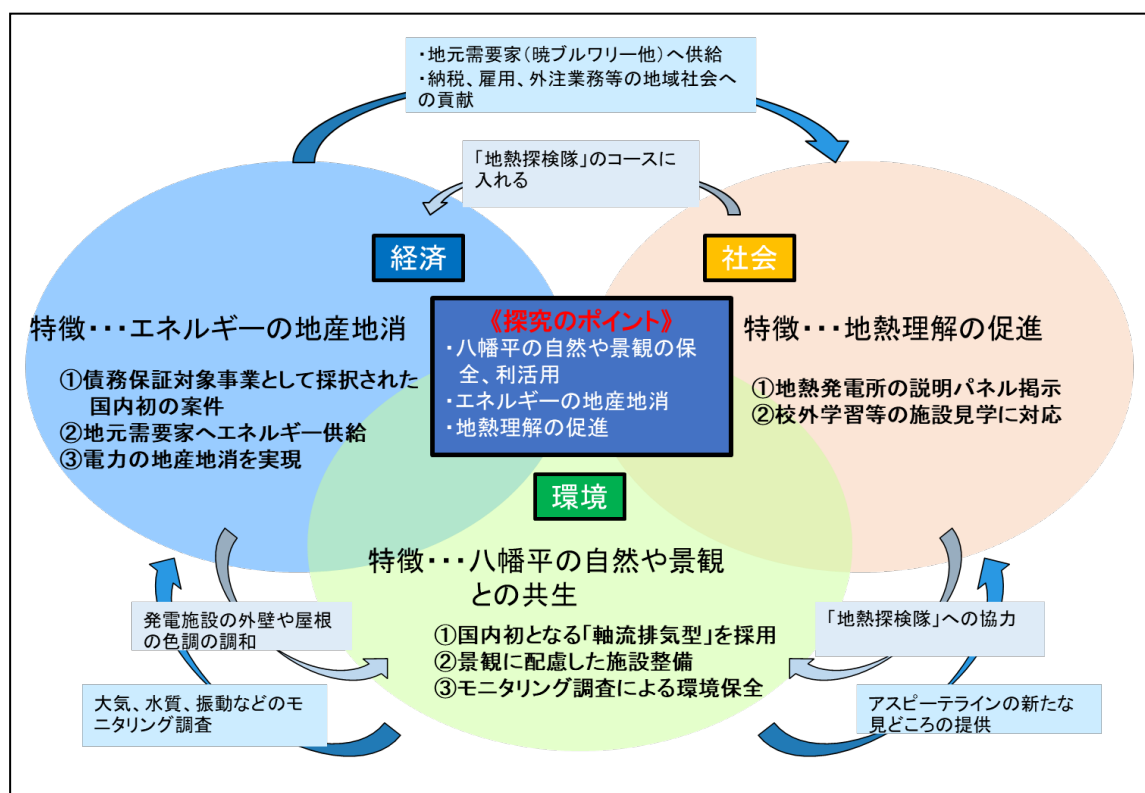 ・地元需要家（暁ブルワリー他）へ供給
・納税、雇用、外注業務等の地域社会へ
の貢献
「地熱探検隊」のコースに
入れる
経済
社会
特徴・・・エネルギーの地産地消
①債務保証対象事業として採択された
国内初の案件
②地元需要家へエネルギー供給
③電力の地産地消を実現
《探究のポイント》
・八幡平の自然や景観の保
全、利活用
・エネルギーの地産地消
・地熱理解の促進
特徴・・・地熱理解の促進
①地熱発電所の説明パネル掲示
②校外学習等の施設見学に対応
環境
特徴・・・八幡平の自然や景観
との共生
①国内初となる「軸流排気型」を採用
②景観に配慮した施設整備
③モニタリング調査による環境保全
発電施設の外壁や屋根
の色調の調和
「地熱探検隊」への協力
大気、水質、振動などのモ
ニタリング調査
アスピーテラインの新たな
見どころの提供